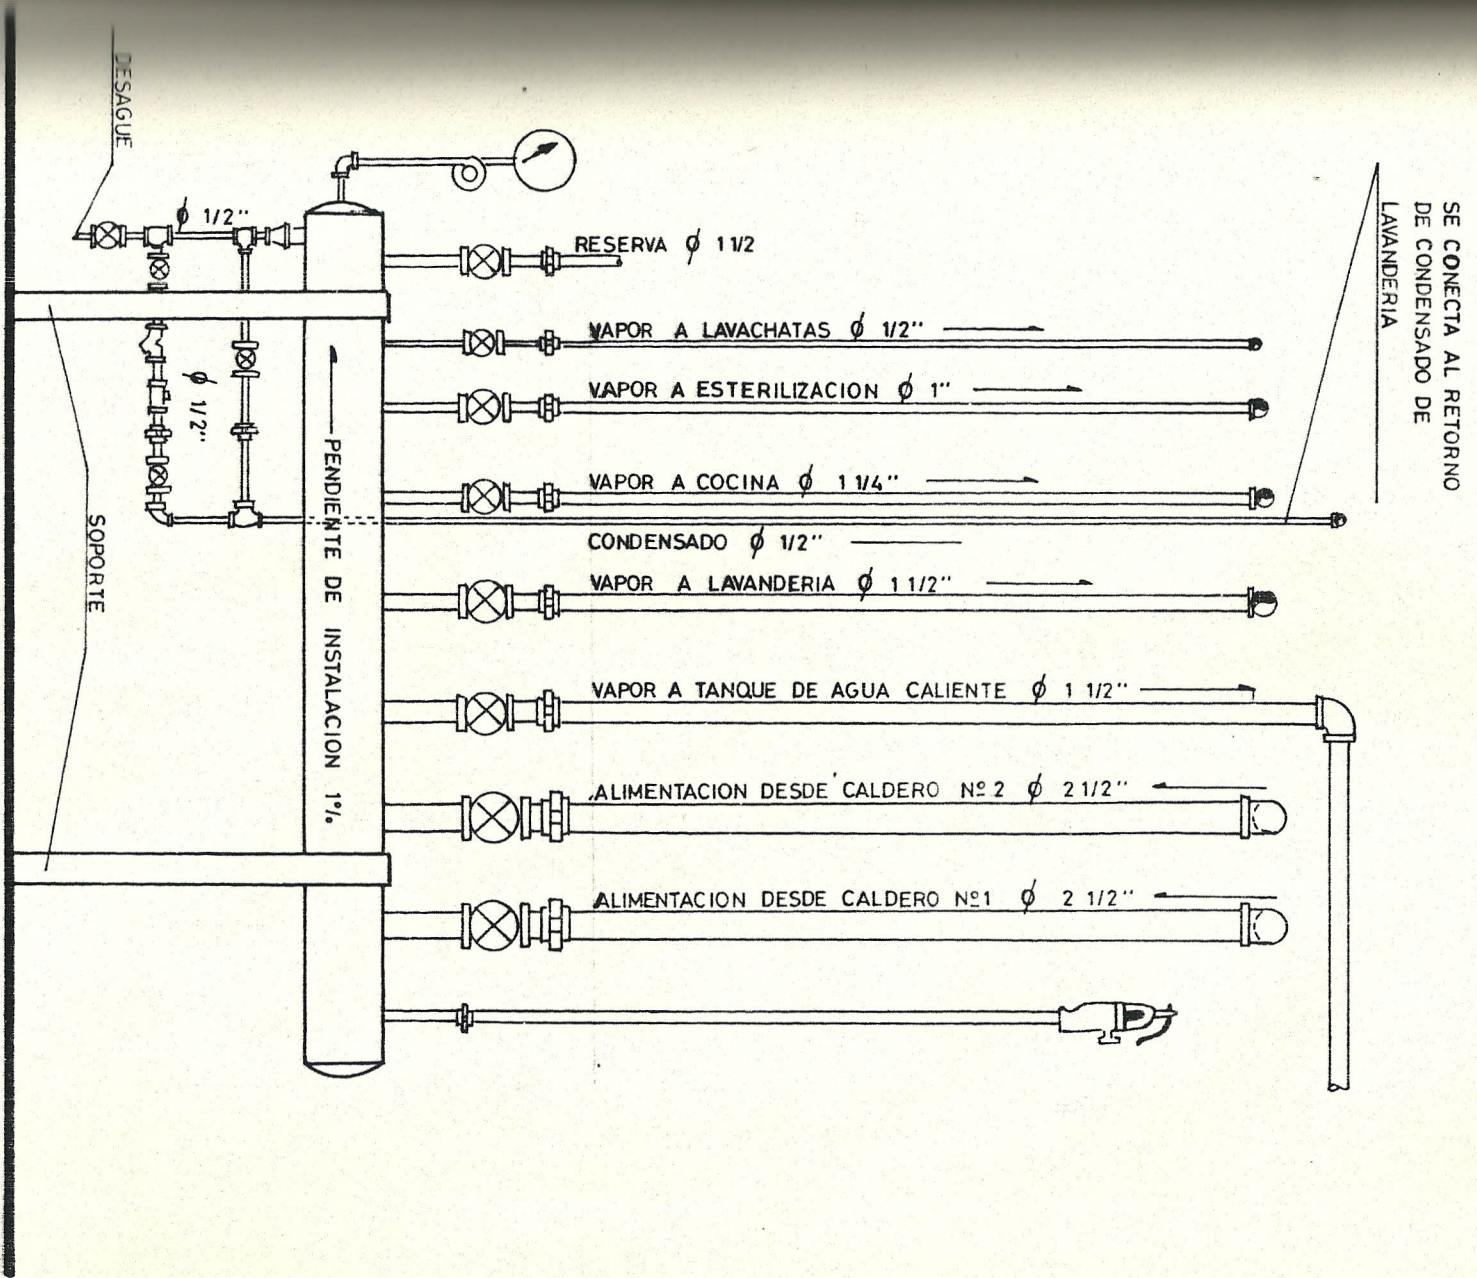 DESAGUE
Φ 1/2"
RESERVA Φ 1 1/2
VAPOR A LAVACHATAS Φ 1/2"
VAPOR A ESTERILIZACION Φ 1"
Φ 1/2"
VAPOR A COCINA Φ 1 1/4"
CONDENSADO Φ 1/2"
VAPOR A LAVANDERIA Φ 1 1/2"
VAPOR A TANQUE DE AGUA CALIENTE Φ 1 1/2"
ALIMENTACION DESDE CALDERO Nº 2 Φ 2 1/2"
ALIMENTACION DESDE CALDERO Nº 1 Φ 2 1/2"
PENDIENTE DE INSTALACION 1%
SOPORTE
SE CONECTA AL RETORNO
DE CONDENSADO DE
LAVANDERIA